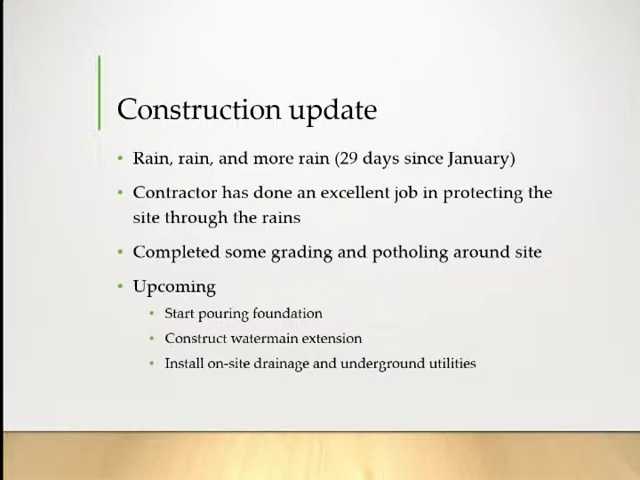 Construction update
• Rain, rain, and more rain (29 days since January)
• Contractor has done an excellent job in protecting the
site through the rains
• Completed some grading and potholing around site
• Upcoming
• Start pouring foundation
• Construct watermain extension
• Install on-site drainage and underground utilities